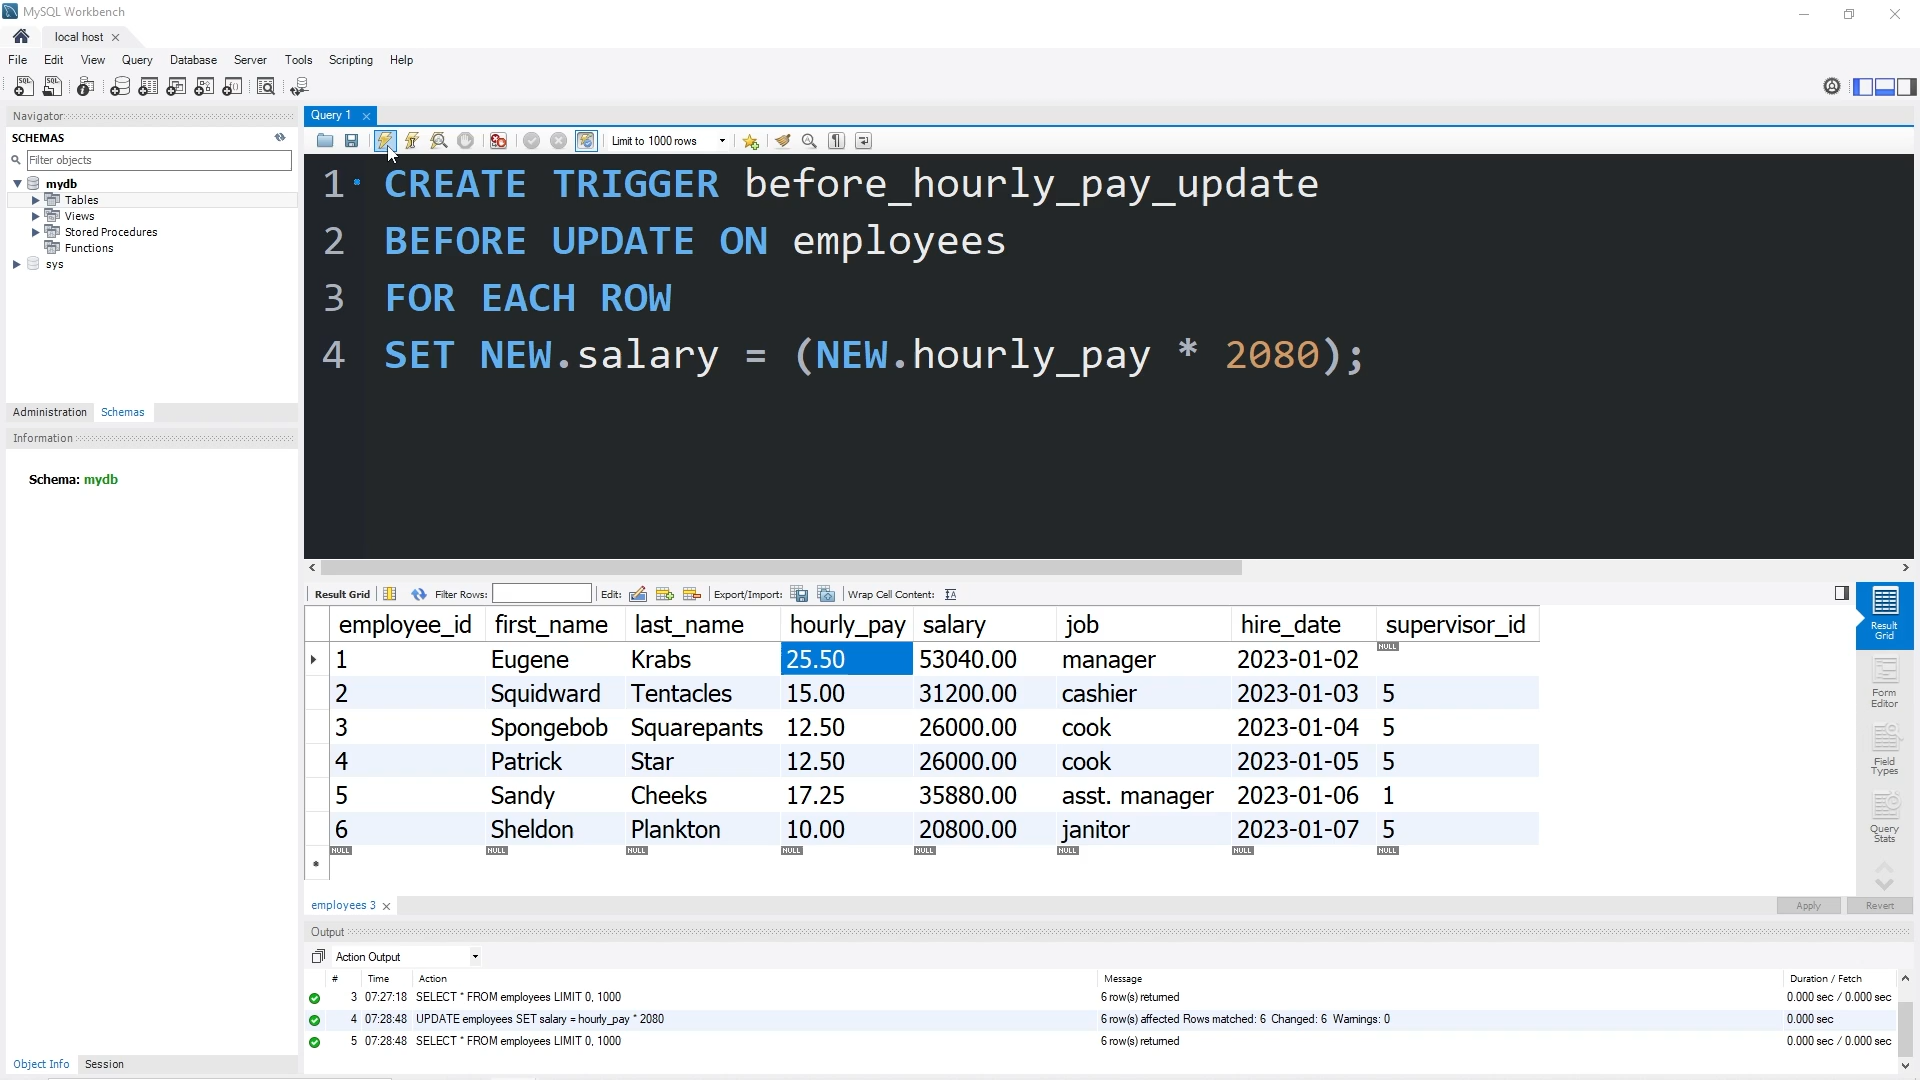 MySQL Workbench
local host
File Edit View Query Database Server Tools Scripting Help
Navigator
SCHEMAS
Filter objects
mydb
Tables
Views
Stored Procedures
Functions
sys
Administration Schemas
Information
Schema: mydb
Object Info Session
Query 1
Limit to 1000 rows
1 CREATE TRIGGER before_hourly_pay_update
2 BEFORE UPDATE ON employees
3 FOR EACH ROW
4 SET NEW.salary = (NEW.hourly_pay * 2080);
Result Grid Filter Rows: Edit: Export/Import: Wrap Cell Content:
employee_id first_name last_name hourly_pay salary job hire_date supervisor_id
1 Eugene Krabs 25.50 53040.00 manager 2023-01-02 NULL
2 Squidward Tentacles 15.00 31200.00 cashier 2023-01-03 5
3 Spongebob Squarepants 12.50 26000.00 cook 2023-01-04 5
4 Patrick Star 12.50 26000.00 cook 2023-01-05 5
5 Sandy Cheeks 17.25 35880.00 asst. manager 2023-01-06 1
6 Sheldon Plankton 10.00 20800.00 janitor 2023-01-07 5
NULL NULL NULL NULL NULL NULL NULL NULL
Result Grid
Form Editor
Field Types
Query Stats
employees 3
Apply Revert
Output
Action Output
# Time Action Message Duration / Fetch
3 07:27:18 SELECT * FROM employees LIMIT 0, 1000 6 row(s) returned 0.000 sec / 0.000 sec
4 07:28:48 UPDATE employees SET salary = hourly_pay * 2080 6 row(s) affected Rows matched: 6 Changed: 6 Warnings: 0 0.000 sec
5 07:28:48 SELECT * FROM employees LIMIT 0, 1000 6 row(s) returned 0.000 sec / 0.000 sec